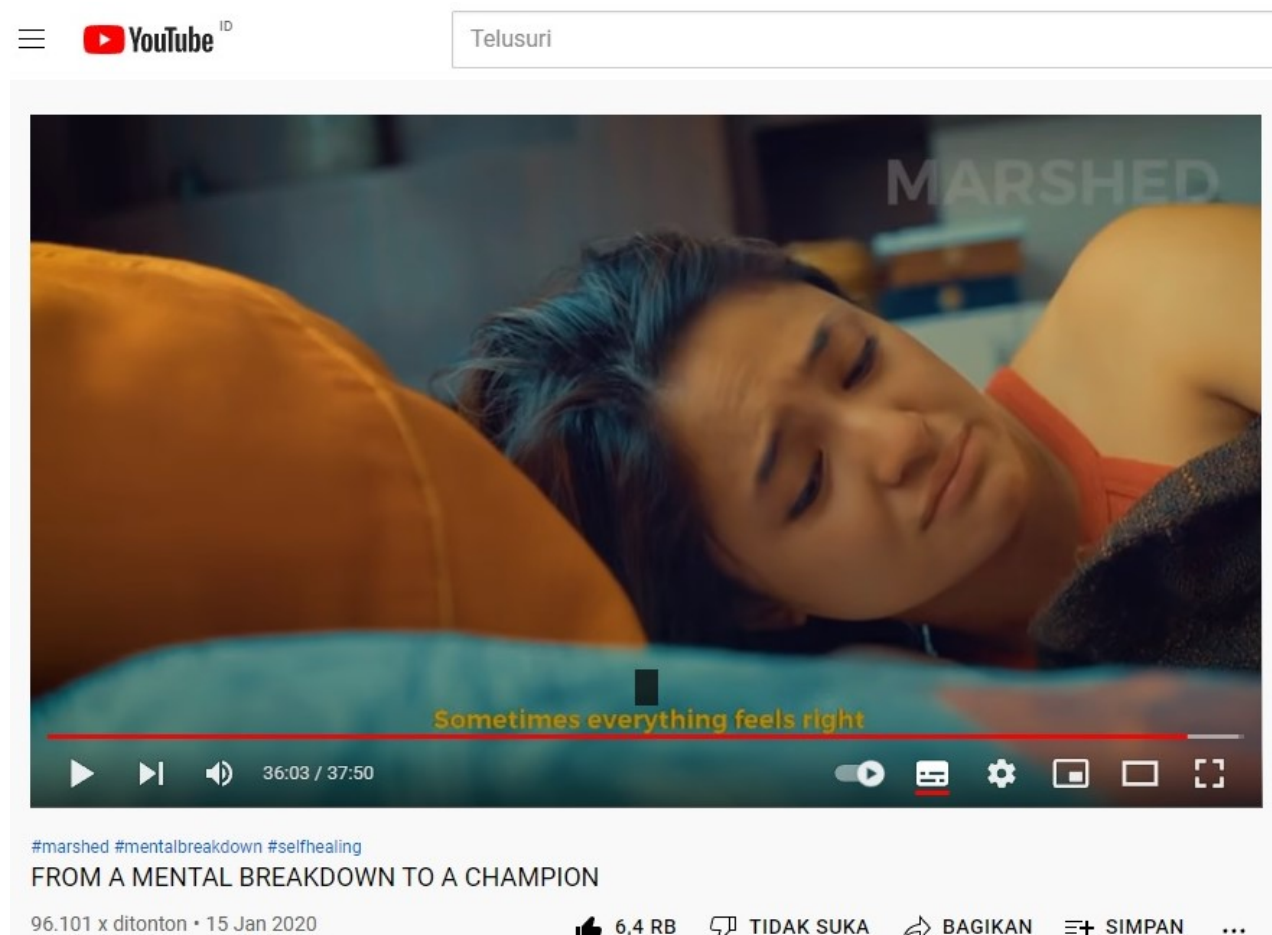 YouTube ID
Telusuri
MARSHED
Sometimes everything feels right
36:03 / 37:50
#marshed #mentalbreakdown #selfhealing
FROM A MENTAL BREAKDOWN TO A CHAMPION
96.101 x ditonton • 15 Jan 2020 6,4 RB TIDAK SUKA BAGIKAN SIMPAN ...